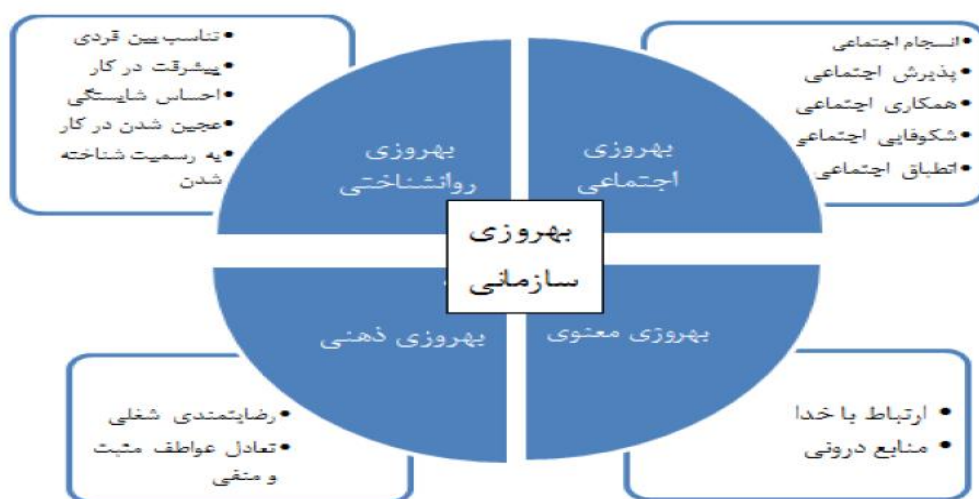 • انسجام اجتماعی
• پذیرش اجتماعی
• همکاری اجتماعی
• شکوفایی اجتماعی
• انطباق اجتماعی
• تناسب بین فردی
• پیشرفت در کار
• احساس شایستگی
• عجین شدن در کار
• به رسمیت شناخته
شدن
بهروزی
اجتماعی
بهروزی
روانشناختی
بهروزی
سازمانی
بهروزی معنوی
بهروزی ذهنی
• ارتباط با خدا
• منابع درونی
• رضایتمندی شغلی
• تعادل عواطف مثبت
و منفی